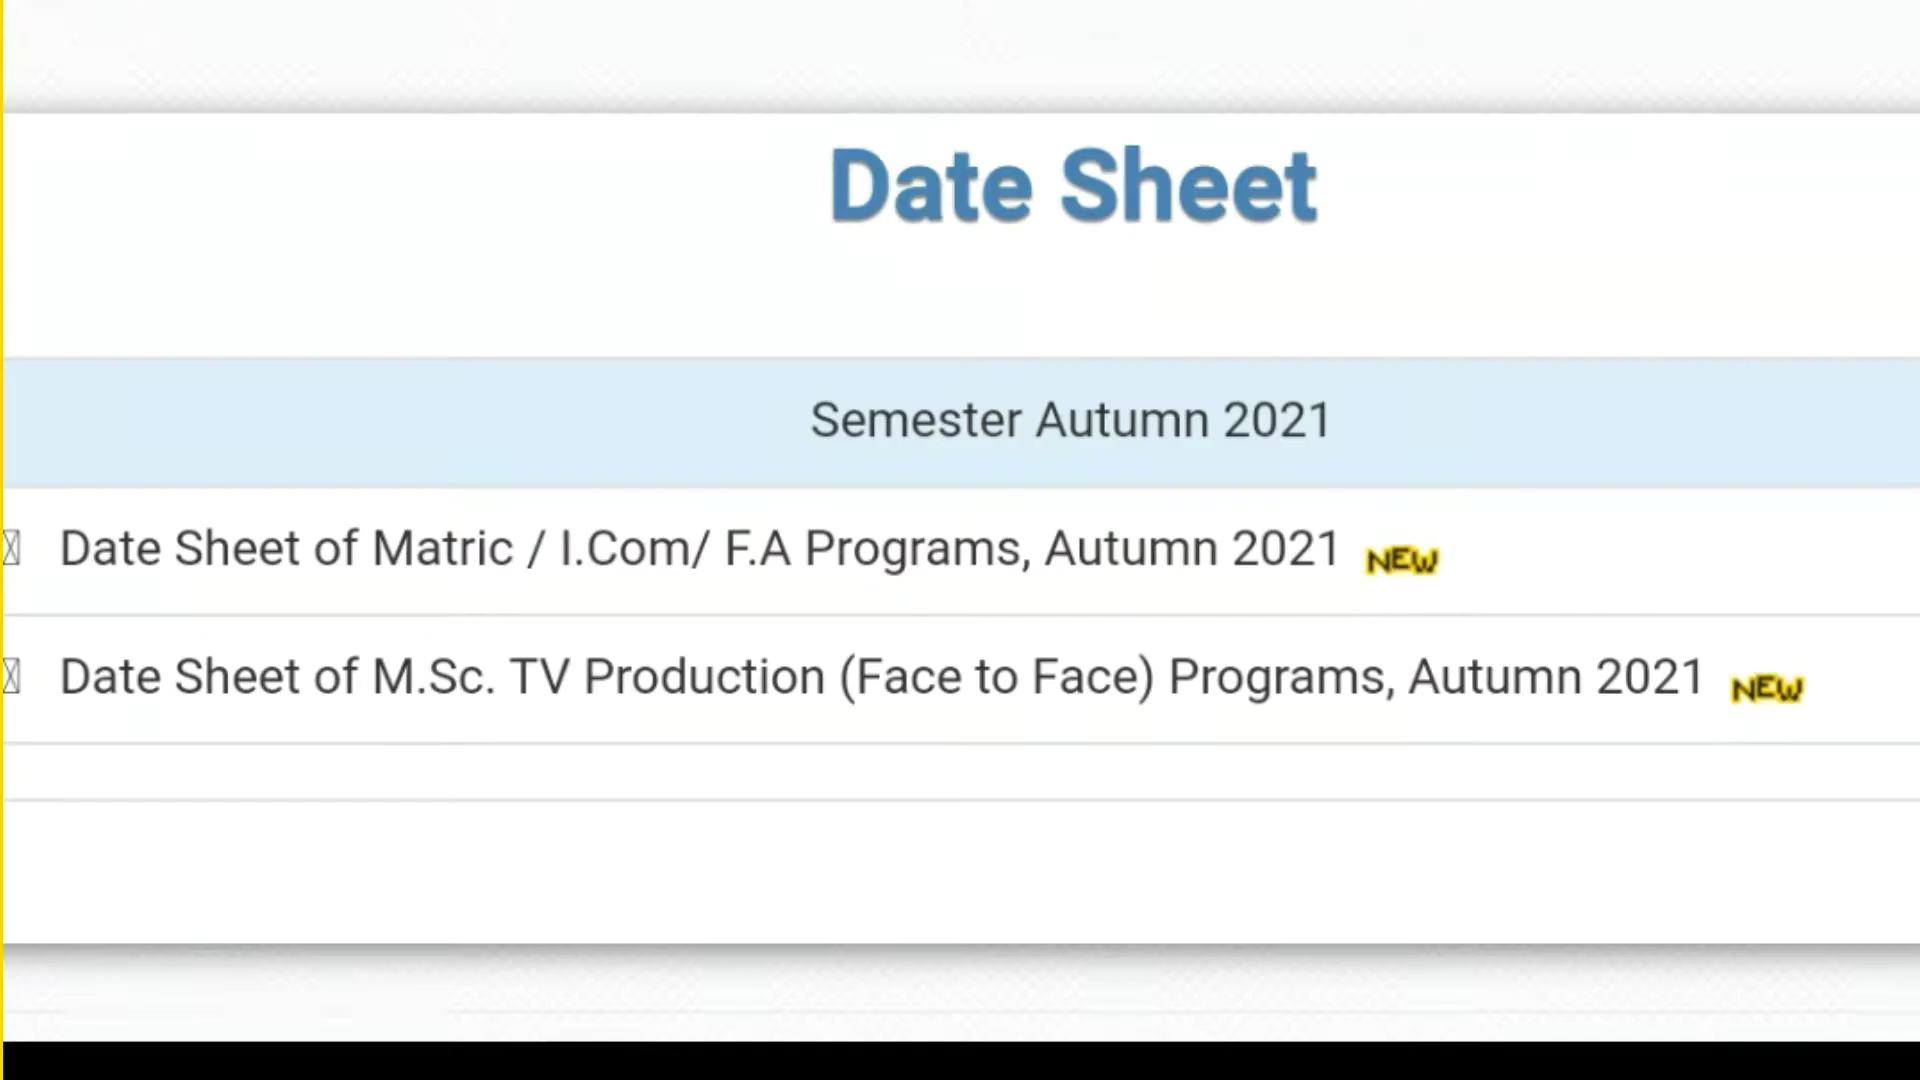 Date Sheet
Semester Autumn 2021
Date Sheet of Matric / I.Com/ F.A Programs, Autumn 2021 NEW
Date Sheet of M.Sc. TV Production (Face to Face) Programs, Autumn 2021 NEW